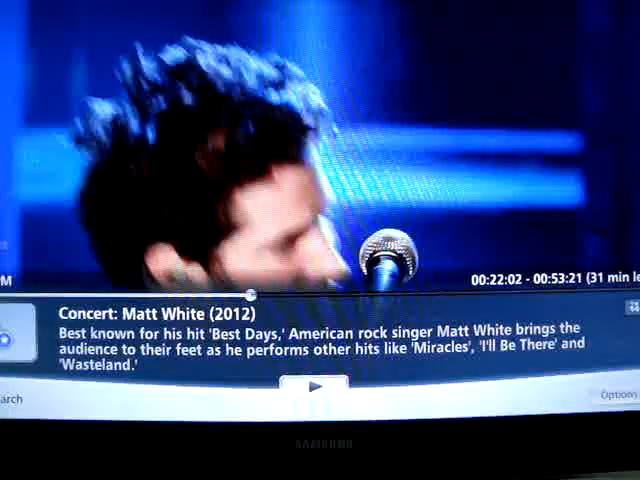 M
00:22:02 - 00:53:21 (31 min le
Concert: Matt White (2012)
Best known for his hit 'Best Days,' American rock singer Matt White brings the
audience to their feet as he performs other hits like 'Miracles', 'I'll Be There' and
'Wasteland.'
arch
Options
SAMSUNG